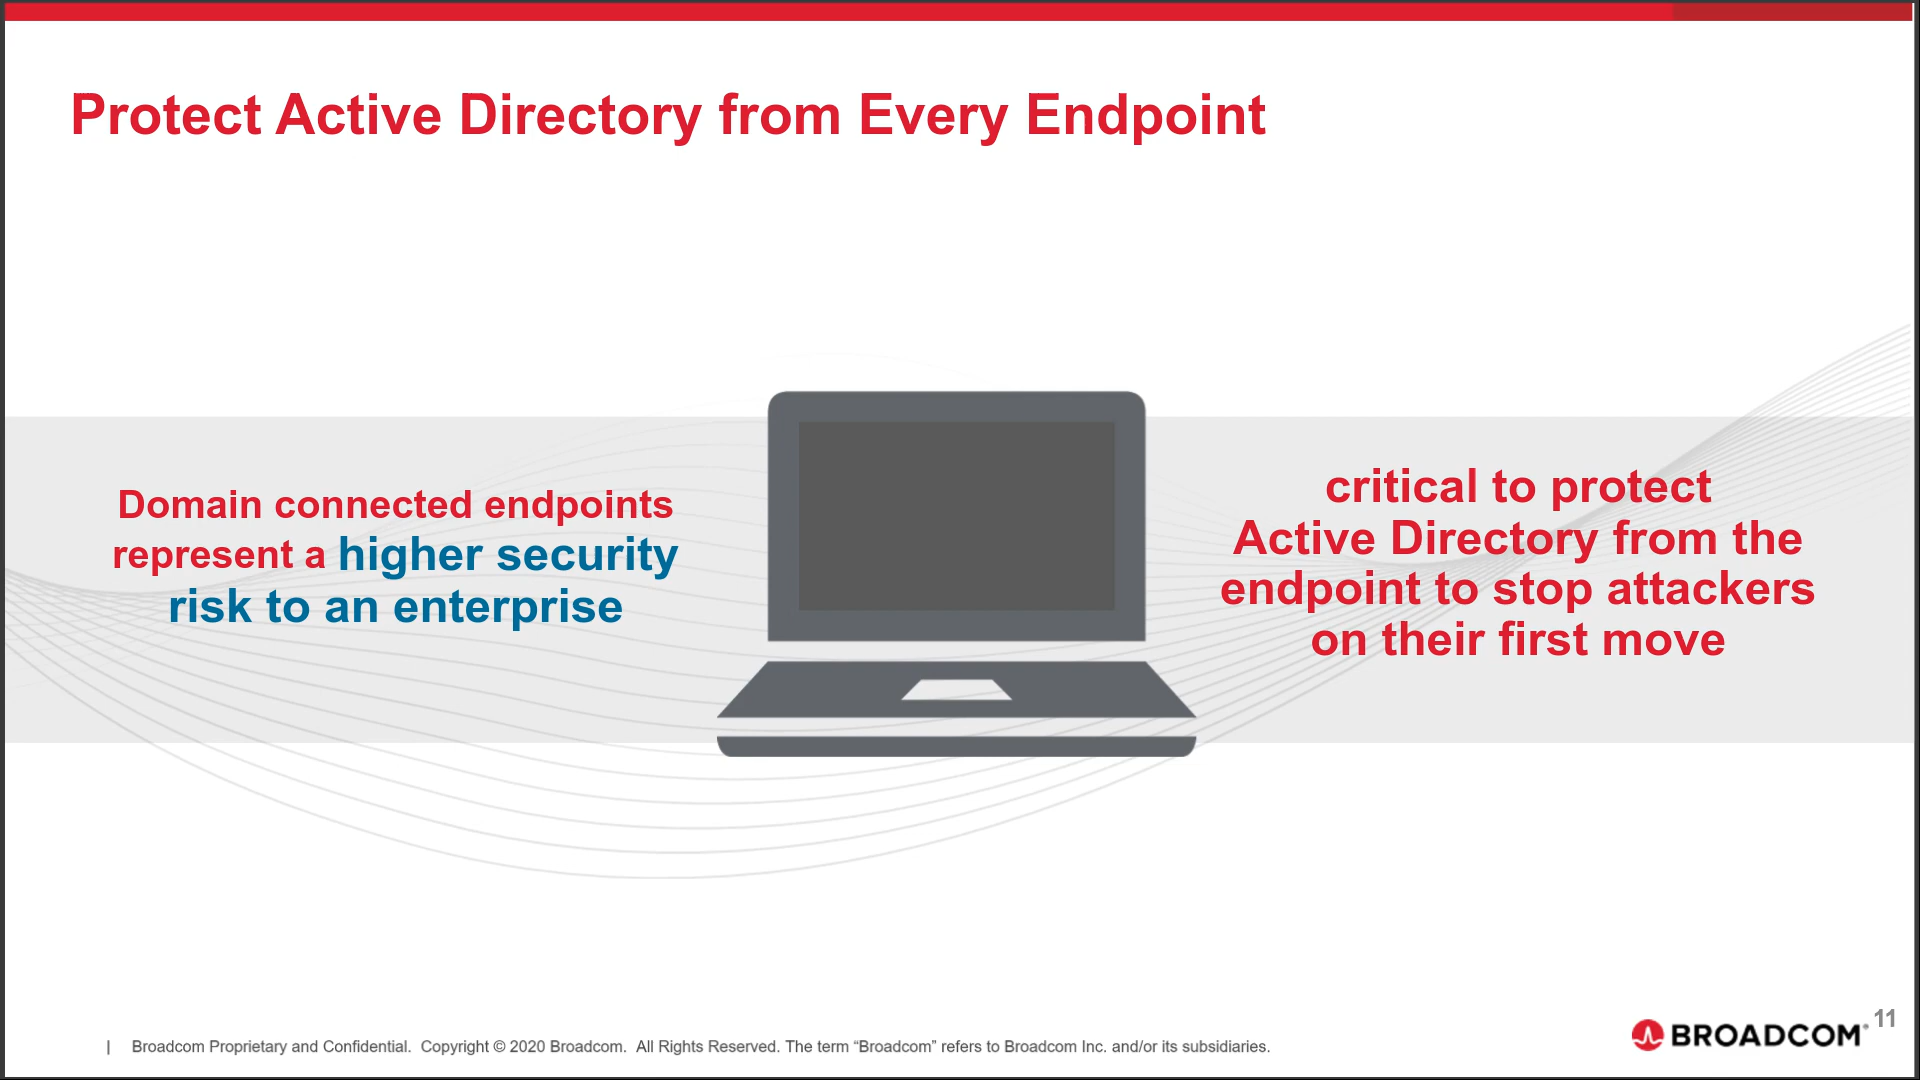 Protect Active Directory from Every Endpoint
Domain connected endpoints
represent a higher security
risk to an enterprise
critical to protect
Active Directory from the
endpoint to stop attackers
on their first move
| Broadcom Proprietary and Confidential. Copyright © 2020 Broadcom. All Rights Reserved. The term “Broadcom” refers to Broadcom Inc. and/or its subsidiaries.
BROADCOM®
11